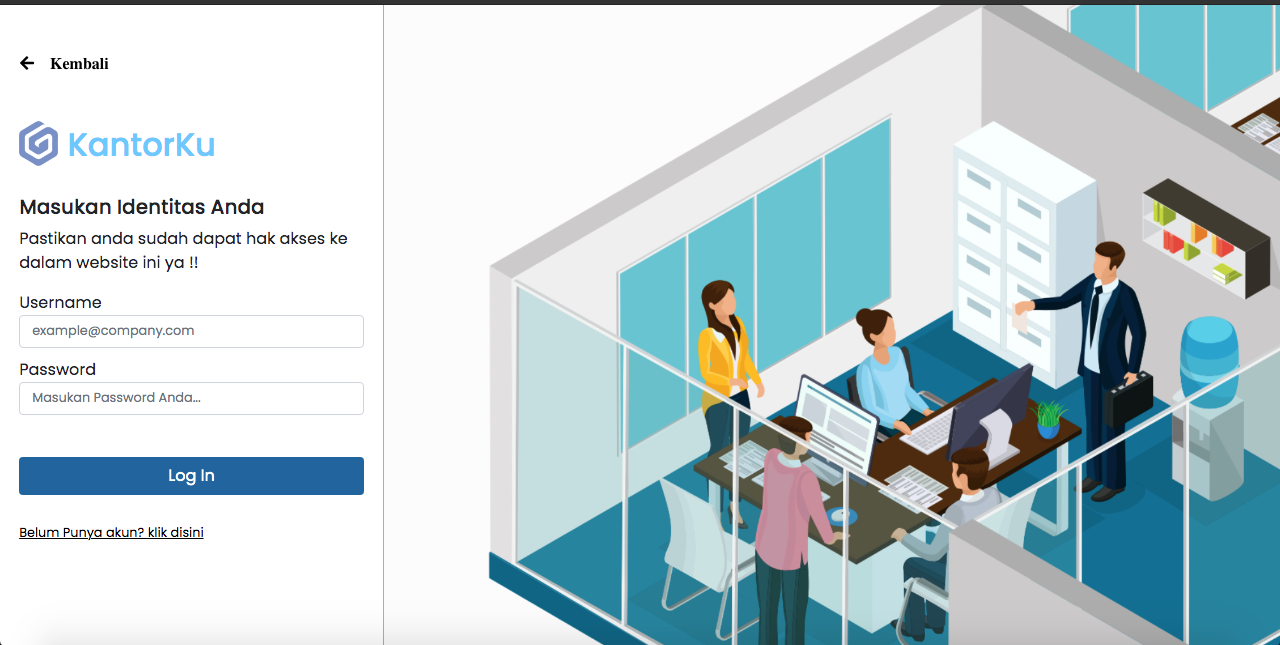 Kembali
KantorKu
Masukan Identitas Anda
Pastikan anda sudah dapat hak akses ke
dalam website ini ya !!
Username
example@company.com
Password
Masukan Password Anda...
Log In
Belum Punya akun? klik disini